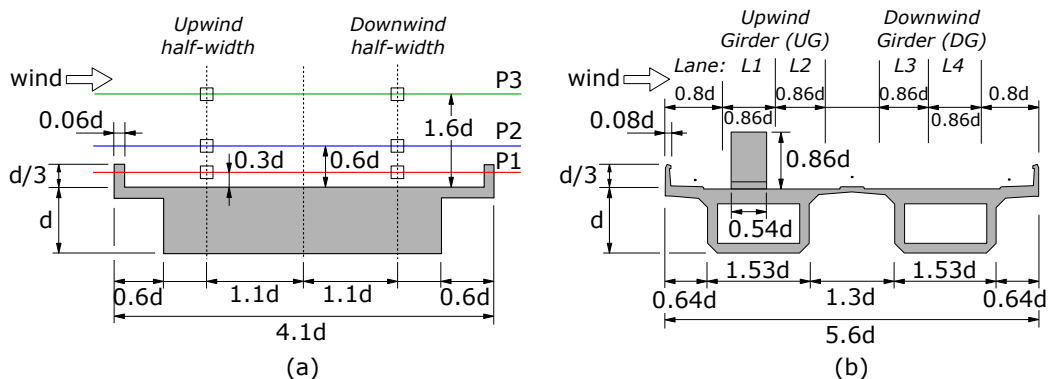 Upwind
half-width
Downwind
half-width
wind
P3
0.06d
1.6d
P2
0.3d
0.6d
P1
d/3
d
0.6d
1.1d
1.1d
0.6d
4.1d
(a)
Upwind
Girder (UG)
Downwind
Girder (DG)
Lane:
L1
L2
L3
L4
wind
0.8d
0.86d
0.86d
0.8d
0.86d
0.86d
0.08d
0.86d
d/3
d
0.54d
1.53d
1.53d
0.64d
1.3d
0.64d
5.6d
(b)